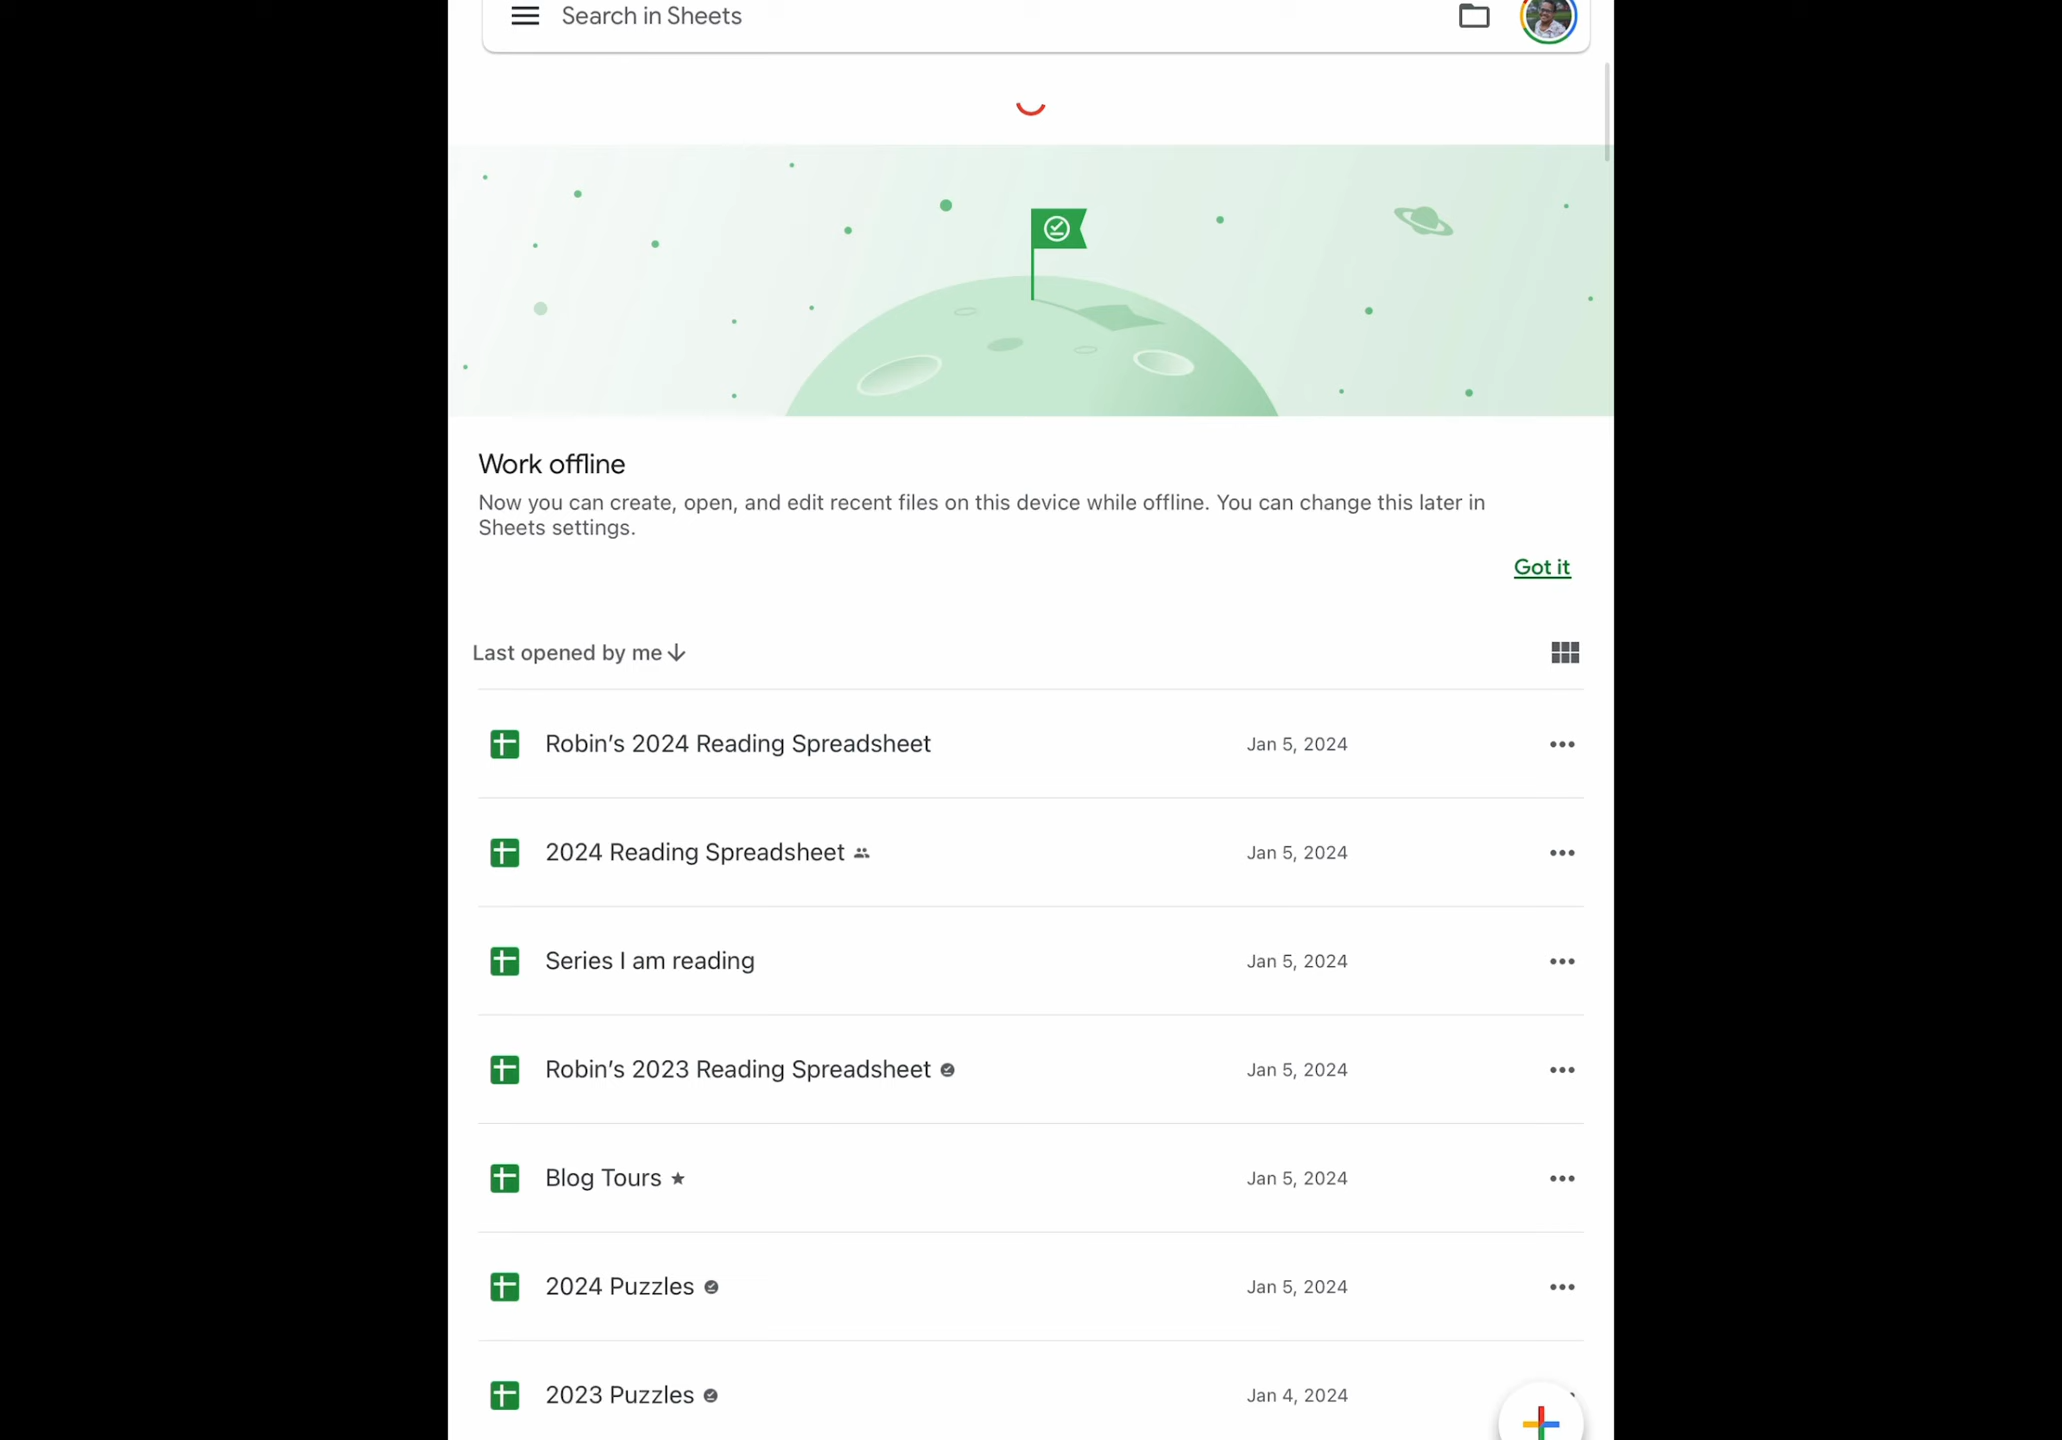 Search in Sheets
Work offline
Now you can create, open, and edit recent files on this device while offline. You can change this later in
Sheets settings.
Got it
Last opened by me
Robin's 2024 Reading Spreadsheet Jan 5, 2024
2024 Reading Spreadsheet Jan 5, 2024
Series I am reading Jan 5, 2024
Robin's 2023 Reading Spreadsheet Jan 5, 2024
Blog Tours Jan 5, 2024
2024 Puzzles Jan 5, 2024
2023 Puzzles Jan 4, 2024